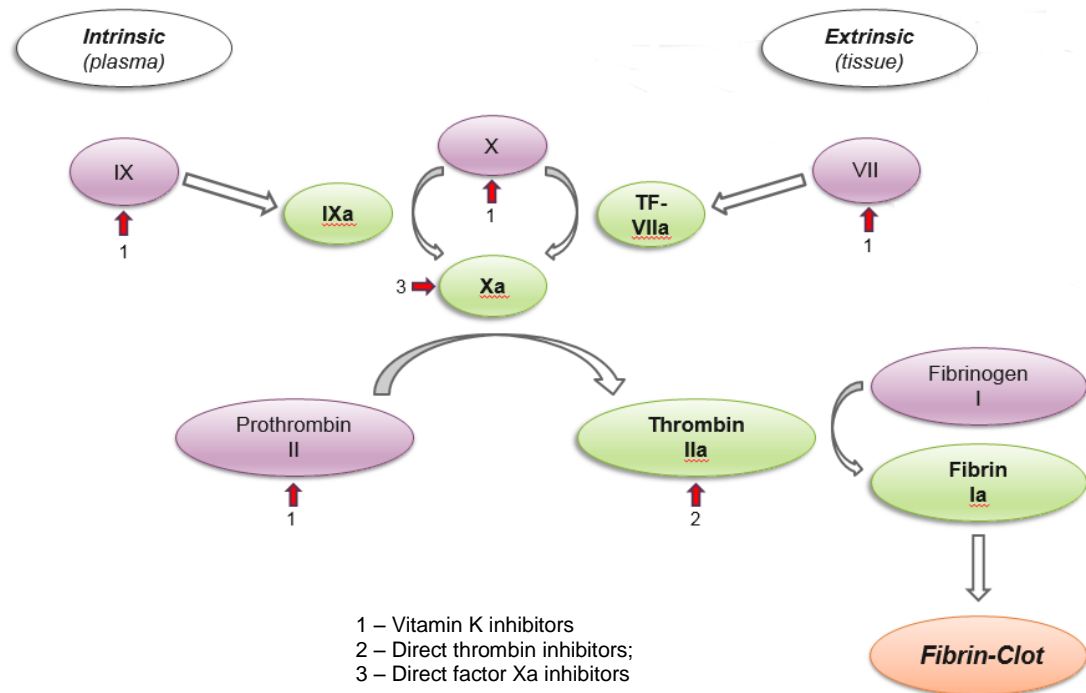 Intrinsic
(plasma)
Extrinsic
(tissue)
IX
1
IXa
X
1
TF-
VIIa
VII
1
3
Xa
Prothrombin
II
1
Thrombin
IIa
2
Fibrinogen
I
Fibrin
Ia
1 – Vitamin K inhibitors
2 – Direct thrombin inhibitors;
3 – Direct factor Xa inhibitors
Fibrin-Clot